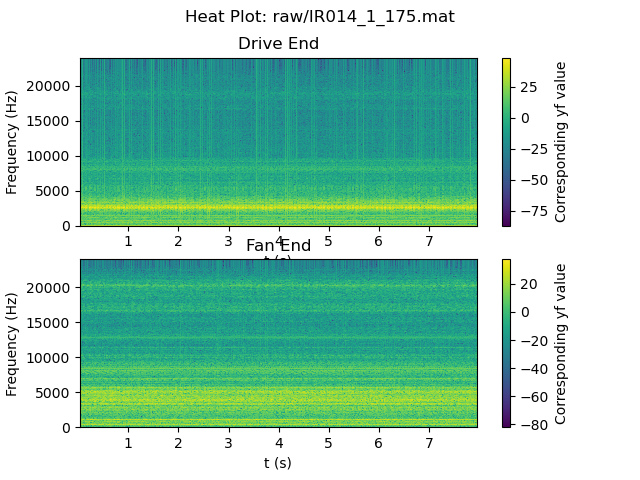 Heat Plot: raw/IR014_1_175.mat
Drive End
Frequency (Hz)
20000
15000
10000
5000
0
1 2 3 4 5 6 7
t (s)
25
0
−25
−50
−75
Corresponding yf value
Fan End
Frequency (Hz)
20000
15000
10000
5000
0
1 2 3 4 5 6 7
t (s)
20
0
−20
−40
−60
−80
Corresponding yf value